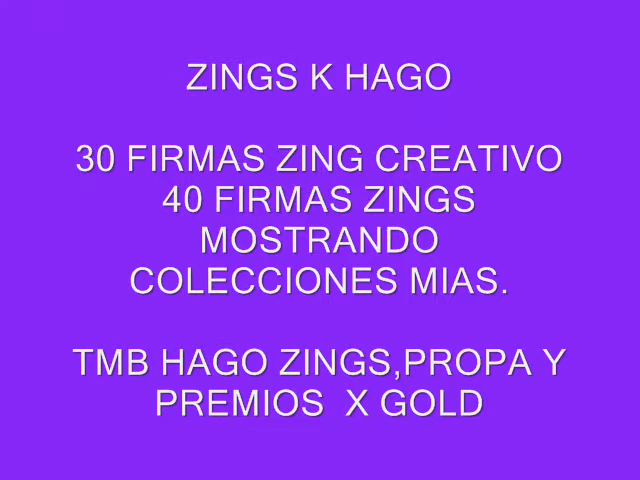 ZINGS K HAGO
30 FIRMAS ZING CREATIVO
40 FIRMAS ZINGS
MOSTRANDO
COLECCIONES MIAS.
TMB HAGO ZINGS,PROPA Y
PREMIOS  X GOLD